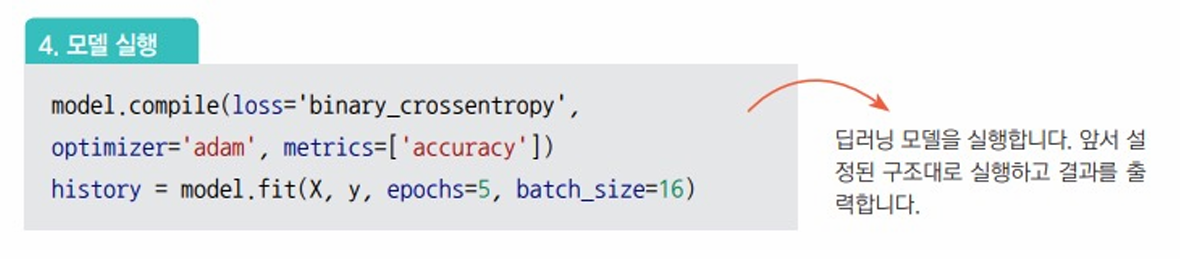 4. 모델 실행
model.compile(loss='binary_crossentropy',
optimizer='adam', metrics=['accuracy'])
history = model.fit(X, y, epochs=5, batch_size=16)
딥러닝 모델을 실행합니다. 앞서 설
정된 구조대로 실행하고 결과를 출
력합니다.